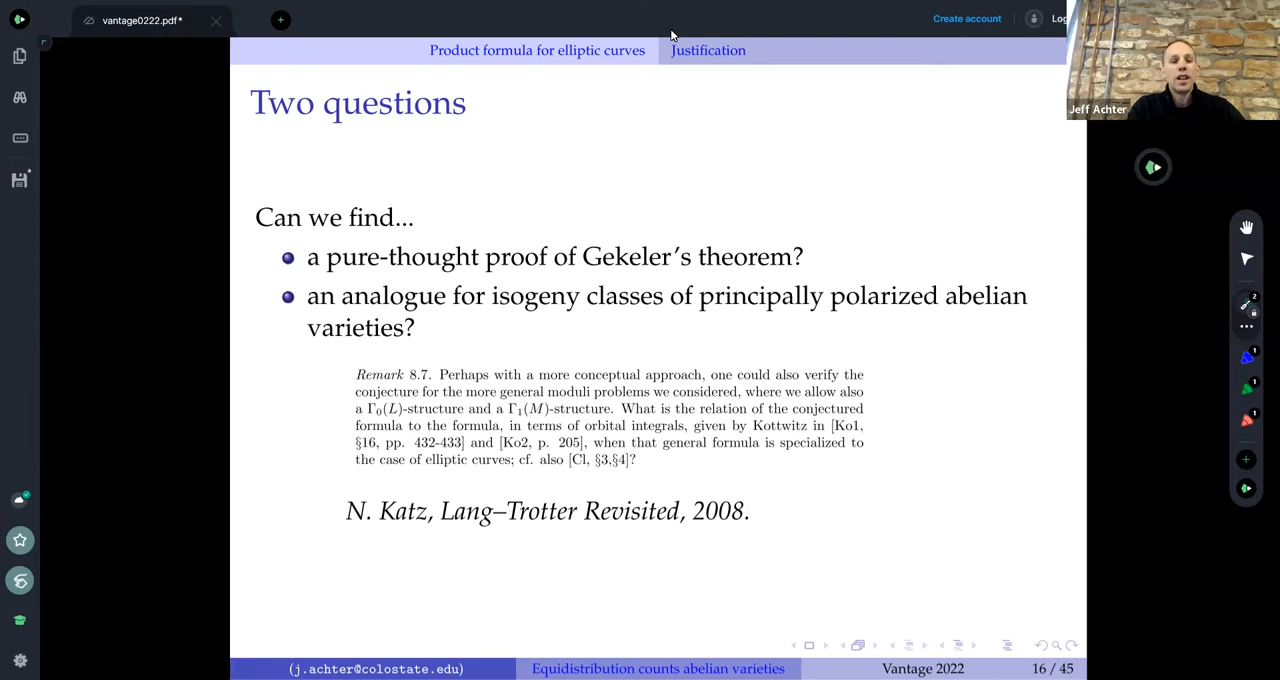 vantage0222.pdf*
Create account
Log
Product formula for elliptic curves
Justification
Jeff Achter
Two questions
Can we find...
a pure-thought proof of Gekeler's theorem?
an analogue for isogeny classes of principally polarized abelian
varieties?
Remark 8.7. Perhaps with a more conceptual approach, one could also verify the
conjecture for the more general moduli problems we considered, where we allow also
a Γ₀(L)-structure and a Γ₁(M)-structure. What is the relation of the conjectured
formula to the formula, in terms of orbital integrals, given by Kottwitz in [Ko1,
§16, pp. 432-433] and [Ko2, p. 205], when that general formula is specialized to
the case of elliptic curves; cf. also [Cl, §3,§4]?
N. Katz, Lang–Trotter Revisited, 2008.
2
1
1
1
(j.achter@colostate.edu)
Equidistribution counts abelian varieties
Vantage 2022
16 / 45